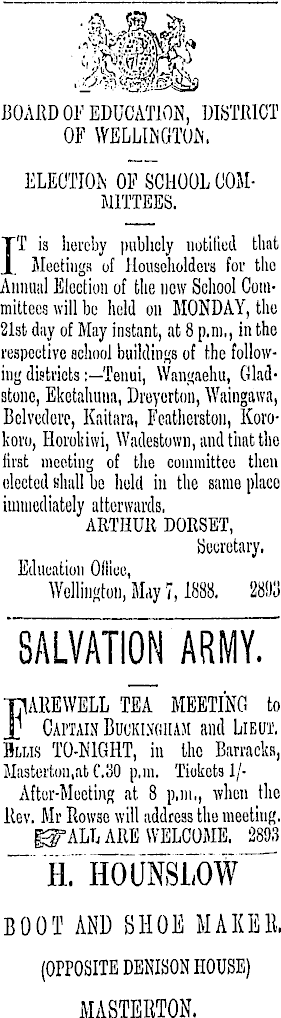 BOARD OF EDUCATION, DISTRICT
OF WELLINGTON.
ELECTION OF SCHOOL COM-
MITTEES.
IT is hereby publicly notified that
Meetings of Householders for the
Annual Election of the new School Com-
mittees will be held on MONDAY, the
21st day of May instant, at 8 p.m., in the
respective school buildings of the follow-
ing districts:—Tenui, Wangaehu, Glad-
stone, Eketahuna, Dreyerton, Waingawa,
Belvedere, Kaitara, Featherston, Koro-
koro, Horokiwi, Wadestown, and that the
first meeting of the committee then
elected shall be held in the same place
immediately afterwards.
ARTHUR DORSET,
Secretary.
Education Office,
Wellington, May 7, 1888. 2893
SALVATION ARMY.
FAREWELL TEA MEETING to
CAPTAIN BUCKINGHAM and LIEUT.
ELLIS TO-NIGHT, in the Barracks,
Masterton, at 6.30 p.m. Tickets 1/-
After-Meeting at 8 p.m., when the
Rev. Mr Rowse will address the meeting.
ALL ARE WELCOME. 2893
H. HOUNSLOW
BOOT AND SHOE MAKER,
(OPPOSITE DENISON HOUSE)
MASTERTON.